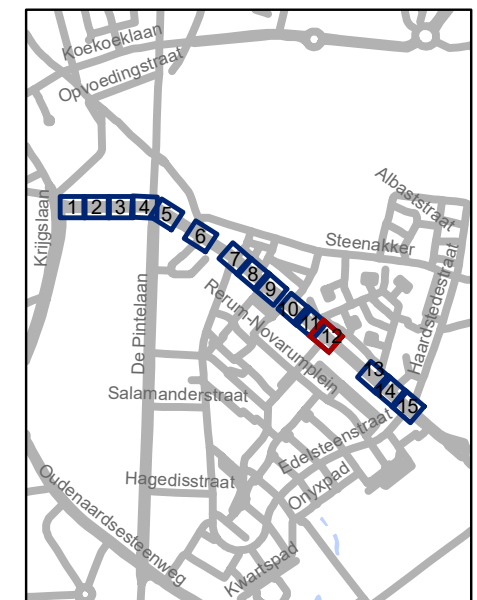 Koekoeklaan
Opvoedingstraat
Albaststraat
Krijgslaan
1 2 3 4 5
6
Steenakker
7
8
9
10
11
12
De Pintelaan
Rerum-Novarumplein
Haardstedestraat
13
14
15
Salamanderstraat
Edelsteenstraat
Hagedisstraat
Onyxpad
Oudenaardsesteenweg
Kwartspad